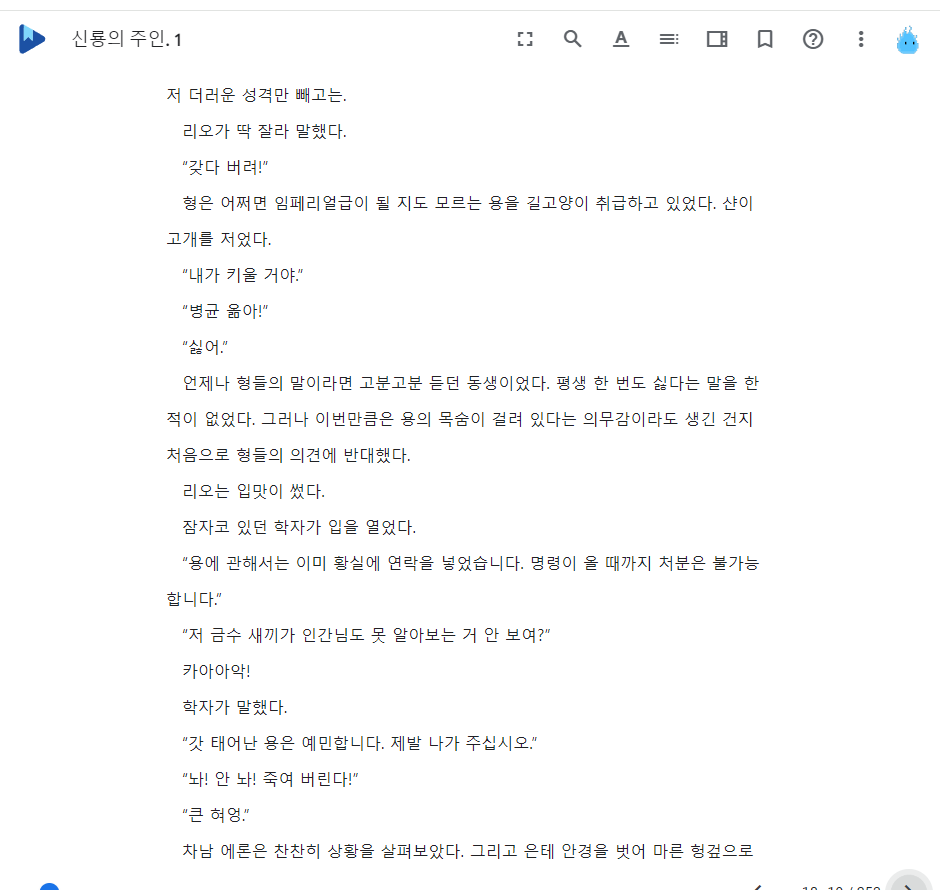 신룡의 주인. 1
저 더러운 성격만 빼고는.
리오가 딱 잘라 말했다.
“갖다 버려!”
형은 어쩌면 임페리얼급이 될 지도 모르는 용을 길고양이 취급하고 있었다. 샨이
고개를 저었다.
“내가 키울 거야.”
“병균 옮아!”
“싫어.”
언제나 형들의 말이라면 고분고분 듣던 동생이었다. 평생 한 번도 싫다는 말을 한
적이 없었다. 그러나 이번만큼은 용의 목숨이 걸려 있다는 의무감이라도 생긴 건지
처음으로 형들의 의견에 반대했다.
리오는 입맛이 썼다.
잠자코 있던 학자가 입을 열었다.
“용에 관해서는 이미 황실에 연락을 넣었습니다. 명령이 올 때까지 처분은 불가능
합니다.”
“저 금수 새끼가 인간님도 못 알아보는 거 안 보여?”
카아아악!
학자가 말했다.
“갓 태어난 용은 예민합니다. 제발 나가 주십시오.”
“놔! 안 놔! 죽여 버린다!”
“큰 혀엉.”
차남 에론은 찬찬히 상황을 살펴보았다. 그리고 은테 안경을 벗어 마른 헝겊으로